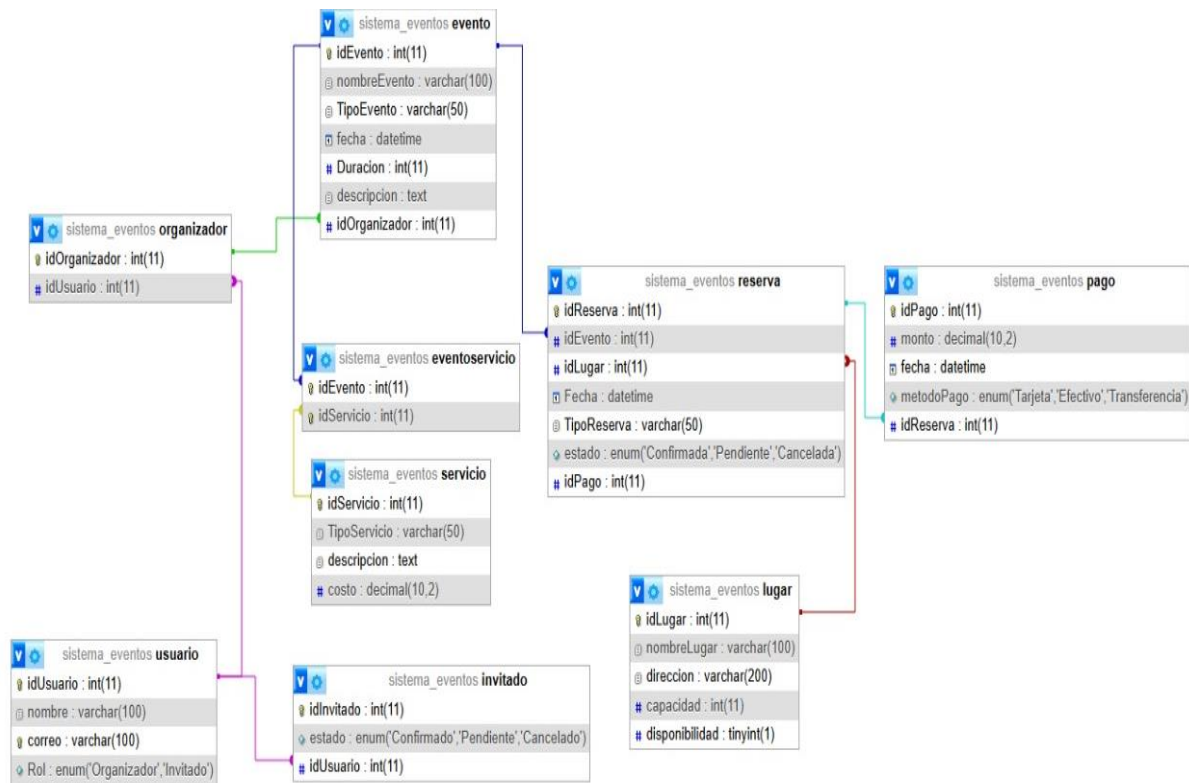 sistema_eventos evento
idEvento : int(11)
nombreEvento : varchar(100)
TipoEvento : varchar(50)
fecha : datetime
Duracion : int(11)
descripcion : text
idOrganizador : int(11)
sistema_eventos organizador
idOrganizador : int(11)
idUsuario : int(11)
sistema_eventos reserva
idReserva : int(11)
idEvento : int(11)
idLugar : int(11)
Fecha : datetime
TipoReserva : varchar(50)
estado : enum('Confirmada','Pendiente','Cancelada')
idPago : int(11)
sistema_eventos pago
idPago : int(11)
monto : decimal(10,2)
fecha : datetime
metodoPago : enum('Tarjeta','Efectivo','Transferencia')
idReserva : int(11)
sistema_eventos eventoservicio
idEvento : int(11)
idServicio : int(11)
sistema_eventos servicio
idServicio : int(11)
TipoServicio : varchar(50)
descripcion : text
costo : decimal(10,2)
sistema_eventos lugar
idLugar : int(11)
nombreLugar : varchar(100)
direccion : varchar(200)
capacidad : int(11)
disponibilidad : tinyint(1)
sistema_eventos usuario
idUsuario : int(11)
nombre : varchar(100)
correo : varchar(100)
Rol : enum('Organizador','Invitado')
sistema_eventos invitado
idInvitado : int(11)
estado : enum('Confirmado','Pendiente','Cancelado')
idUsuario : int(11)